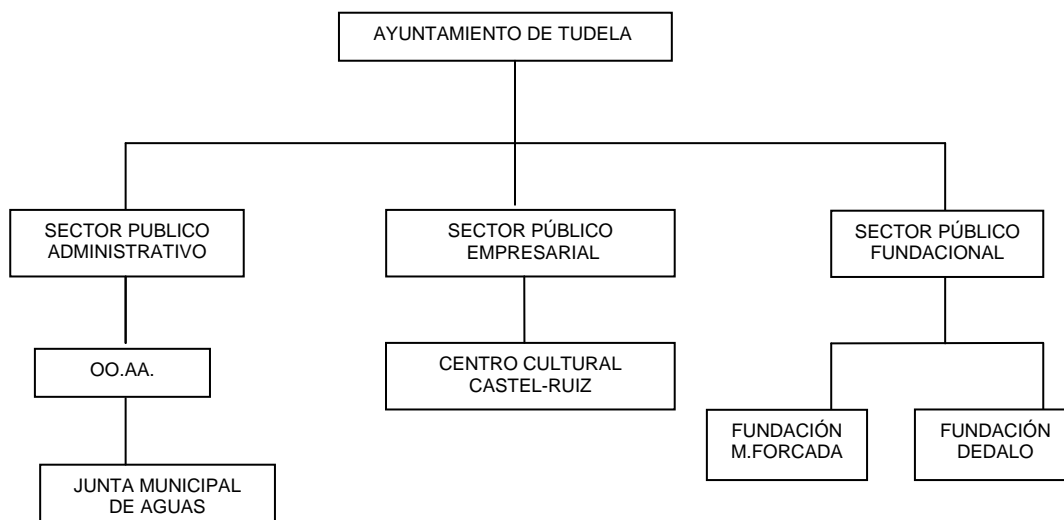 AYUNTAMIENTO DE TUDELA
SECTOR PUBLICO
ADMINISTRATIVO
SECTOR PÚBLICO
EMPRESARIAL
SECTOR PÚBLICO
FUNDACIONAL
OO.AA.
CENTRO CULTURAL
CASTEL-RUIZ
FUNDACIÓN
M.FORCADA
FUNDACIÓN
DEDALO
JUNTA MUNICIPAL
DE AGUAS